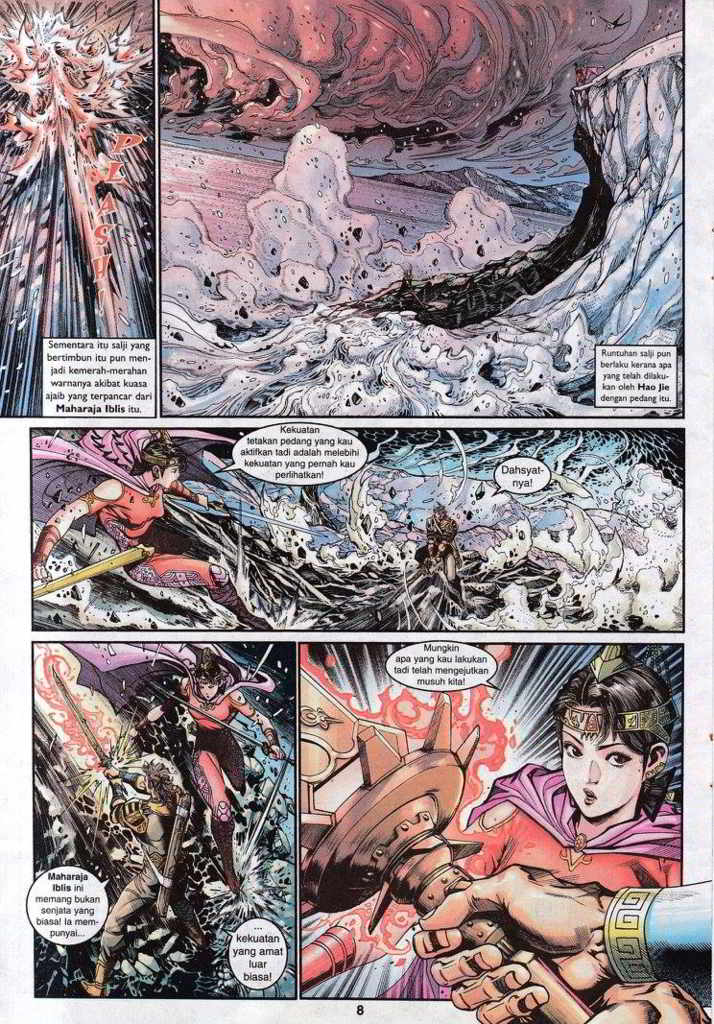 PLASH
Sementara itu salji yang
bertimbun itu pun men-
jadi kemerah-merahan
warnanya akibat kuasa
ajaib yang terpancar dari
Maharaja Iblis itu.
Runtuhan salji pun
berlaku kerana apa
yang telah dilaku-
kan oleh Hao Jie
dengan pedang itu.
Kekuatan
tetakan pedang yang kau
aktifkan tadi adalah melebihi
kekuatan yang pernah kau
perlihatkan!
Dahsyat-
nya!
Maharaja
Iblis ini
memang bukan
senjata yang
biasa! Ia mem-
punyai...
...
kekuatan
yang amat
luar
biasa!
Mungkin
apa yang kau lakukan
tadi telah mengejutkan
musuh kita!
8